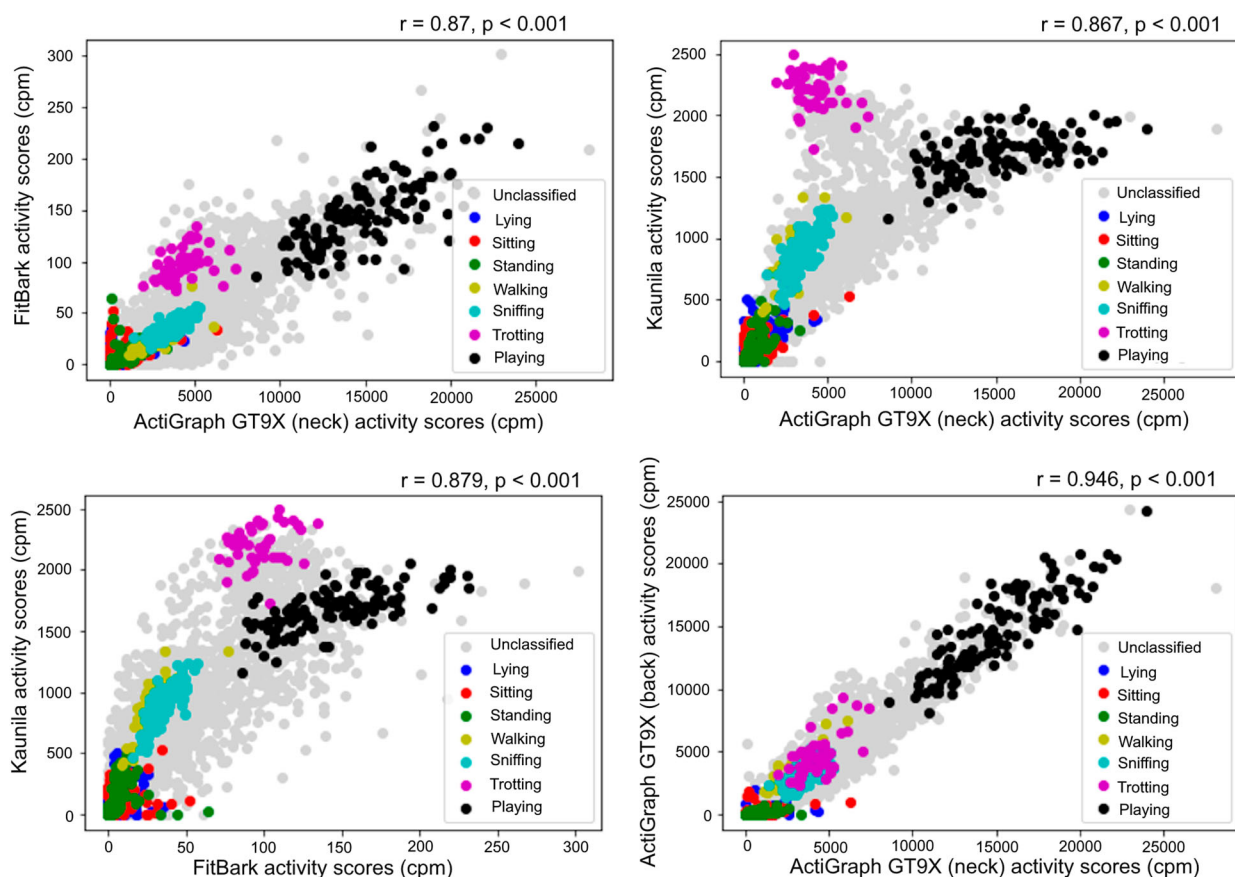 r = 0.87, p < 0.001
FitBark activity scores (cpm)
300
250
200
150
100
50
0
Unclassified
Lying
Sitting
Standing
Walking
Sniffing
Trotting
Playing
0 5000 10000 15000 20000 25000
ActiGraph GT9X (neck) activity scores (cpm)
r = 0.867, p < 0.001
Kaunila activity scores (cpm)
2500
2000
1500
1000
500
0
Unclassified
Lying
Sitting
Standing
Walking
Sniffing
Trotting
Playing
0 5000 10000 15000 20000 25000
ActiGraph GT9X (neck) activity scores (cpm)
r = 0.879, p < 0.001
Kaunila activity scores (cpm)
2500
2000
1500
1000
500
0
Unclassified
Lying
Sitting
Standing
Walking
Sniffing
Trotting
Playing
0 50 100 150 200 250 300
FitBark activity scores (cpm)
r = 0.946, p < 0.001
ActiGraph GT9X (back) activity scores (cpm)
25000
20000
15000
10000
5000
0
Unclassified
Lying
Sitting
Standing
Walking
Sniffing
Trotting
Playing
0 5000 10000 15000 20000 25000
ActiGraph GT9X (neck) activity scores (cpm)